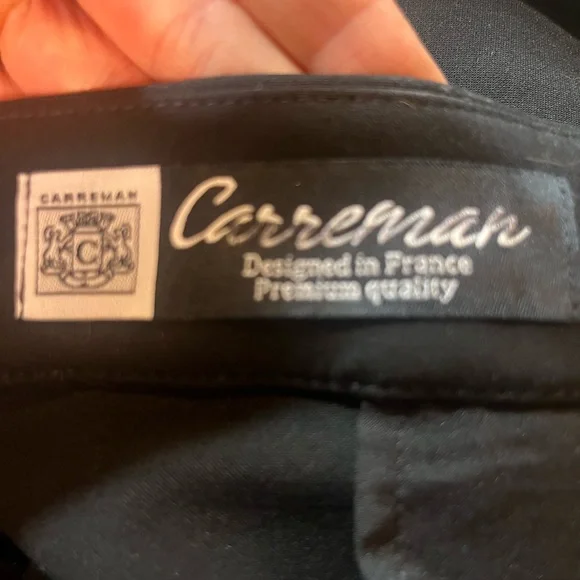 CARREMAN
C
Carreman
Designed in France
Premium quality